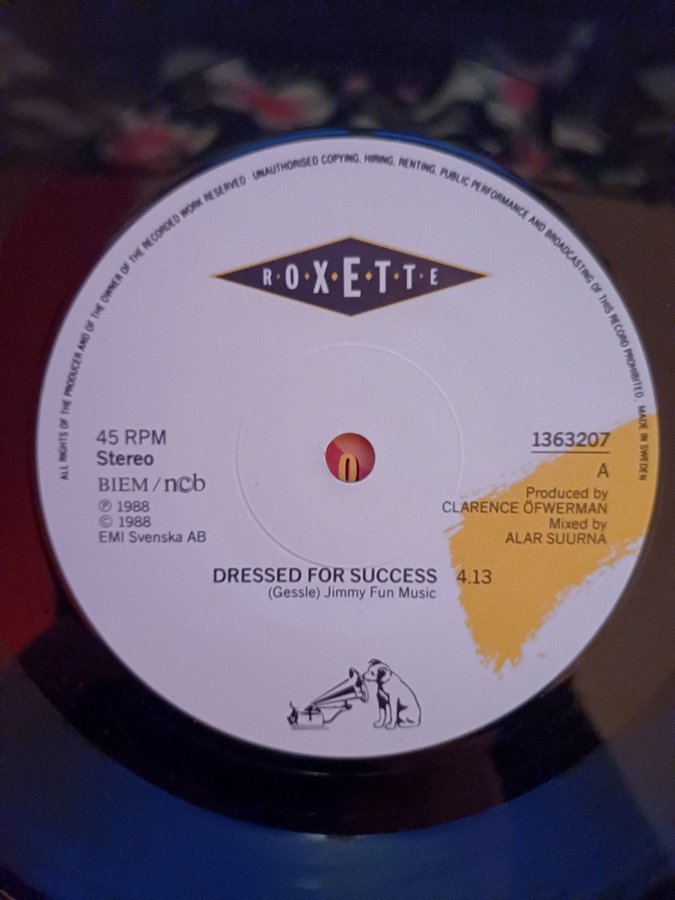 ALL RIGHTS OF THE PRODUCER AND OF THE OWNER OF THE RECORDED WORK RESERVED · UNAUTHORISED COPYING, HIRING, RENTING, PUBLIC PERFORMANCE AND BROADCASTING OF THIS RECORD PROHIBITED. MADE IN SWEDEN
R·O·X·E·T·T·E
45 RPM
Stereo
BIEM/ncb
℗ 1988
© 1988
EMI Svenska AB
1363207
A
Produced by
CLARENCE ÖFWERMAN
Mixed by
ALAR SUURNA
DRESSED FOR SUCCESS 4.13
(Gessle) Jimmy Fun Music